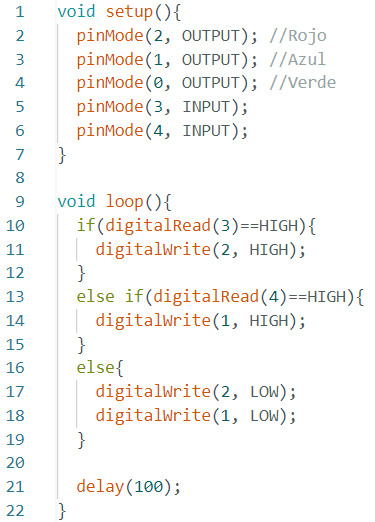 1 void setup(){
2   pinMode(2, OUTPUT); //Rojo
3   pinMode(1, OUTPUT); //Azul
4   pinMode(0, OUTPUT); //Verde
5   pinMode(3, INPUT);
6   pinMode(4, INPUT);
7 }
8
9 void loop(){
10   if(digitalRead(3)==HIGH){
11     digitalWrite(2, HIGH);
12   }
13   else if(digitalRead(4)==HIGH){
14     digitalWrite(1, HIGH);
15   }
16   else{
17     digitalWrite(2, LOW);
18     digitalWrite(1, LOW);
19   }
20
21   delay(100);
22 }